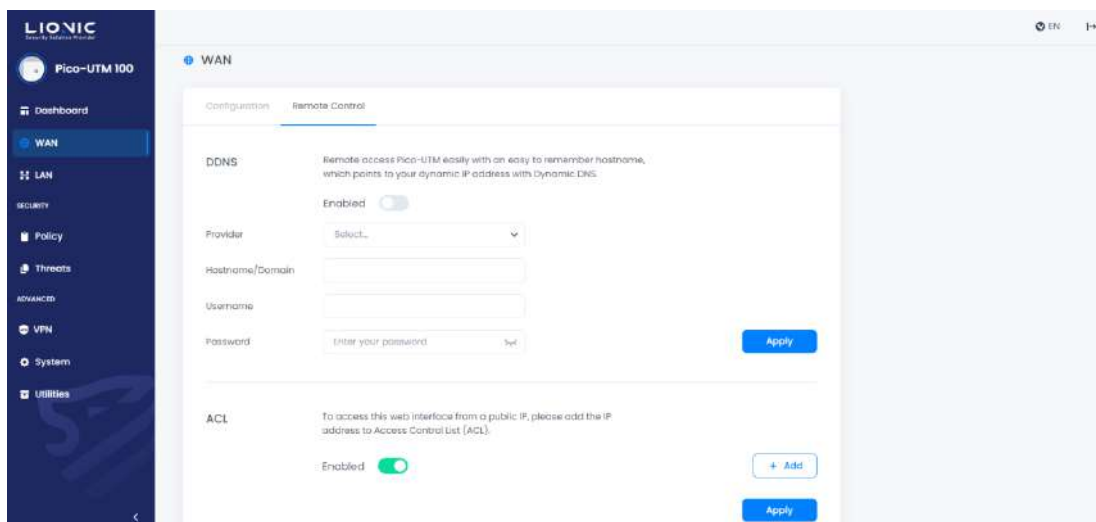 LIONIC
Security Solution Provider
EN
Pico-UTM 100
WAN
Dashboard
WAN
LAN
SECURITY
Policy
Threats
ADVANCED
VPN
System
Utilities
Configuration Remote Control
DDNS
Remote access Pico-UTM easily with an easy to remember hostname,
which points to your dynamic IP address with Dynamic DNS.
Enabled
Provider Select...
Hostname/Domain
Username
Password Enter your password
Apply
ACL
To access this web interface from a public IP, please add the IP
address to Access Control List (ACL).
Enabled
+ Add
Apply